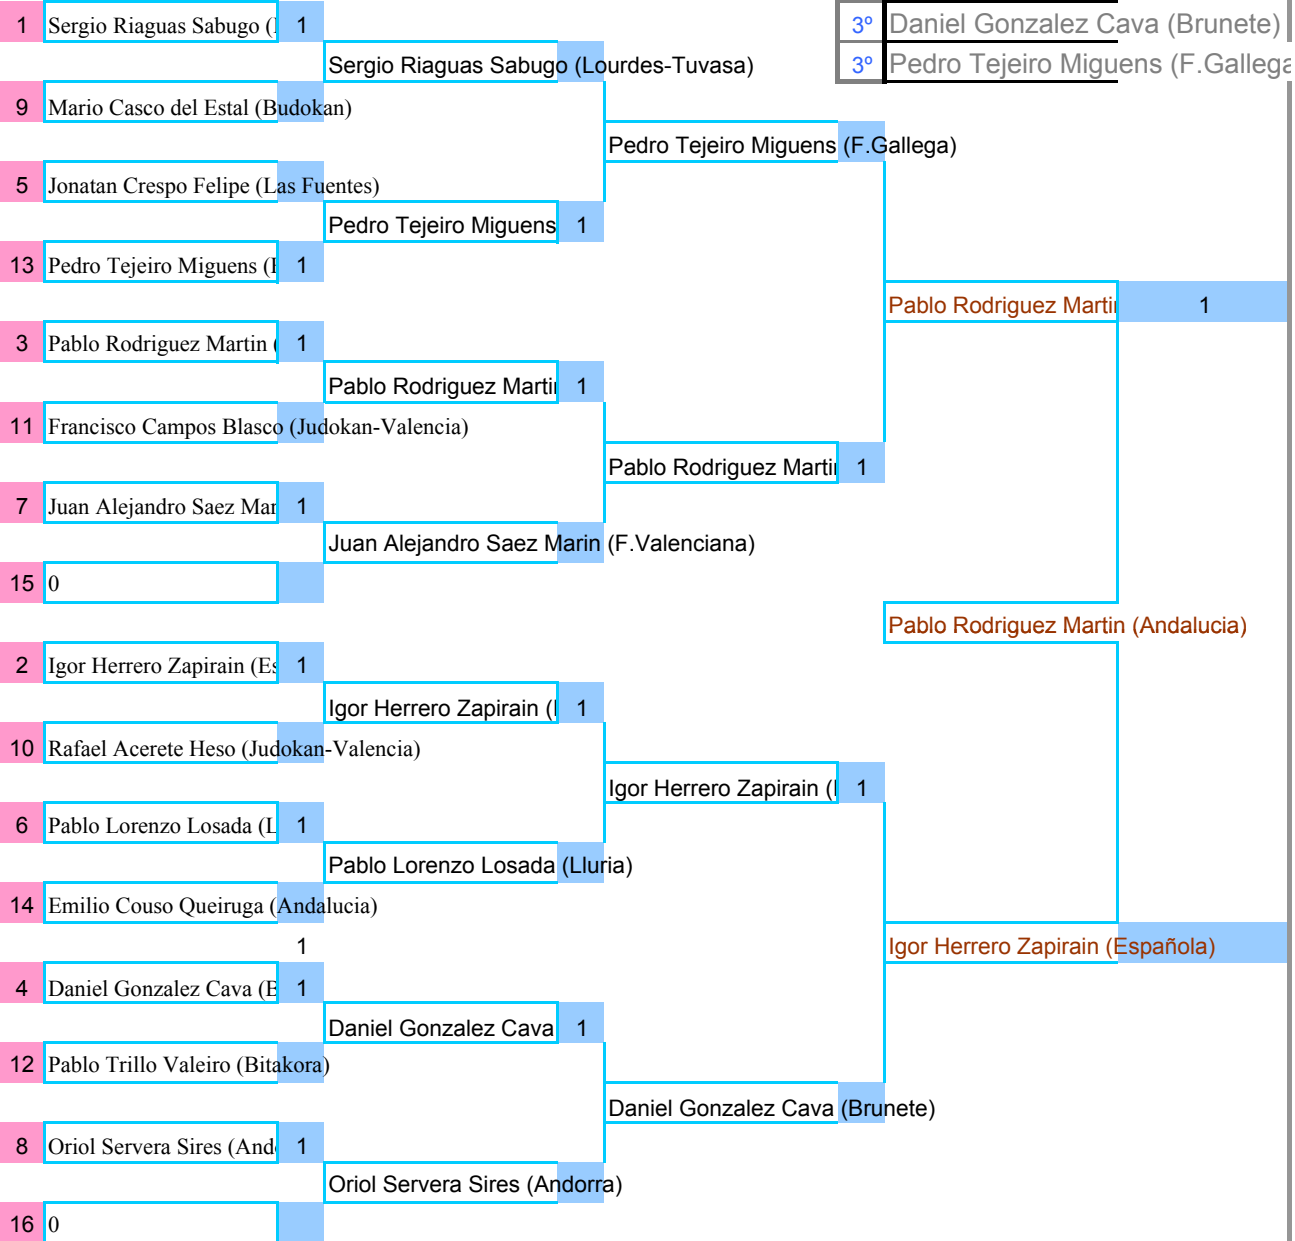 1 Sergio Riaguas Sabugo ( 1
3º Daniel Gonzalez Cava (Brunete)
Sergio Riaguas Sabugo (Lourdes-Tuvasa)
3º Pedro Tejeiro Miguens (F.Gallega
9 Mario Casco del Estal (Budokan)
Pedro Tejeiro Miguens (F.Gallega)
5 Jonatan Crespo Felipe (Las Fuentes)
Pedro Tejeiro Miguens 1
13 Pedro Tejeiro Miguens ( 1
Pablo Rodriguez Martin 1
3 Pablo Rodriguez Martin ( 1
Pablo Rodriguez Martin 1
11 Francisco Campos Blasco (Judokan-Valencia)
Pablo Rodriguez Martin 1
7 Juan Alejandro Saez Mar 1
Juan Alejandro Saez Marin (F.Valenciana)
15 0
Pablo Rodriguez Martin (Andalucia)
2 Igor Herrero Zapirain (Es 1
Igor Herrero Zapirain ( 1
10 Rafael Acerete Heso (Judokan-Valencia)
Igor Herrero Zapirain ( 1
6 Pablo Lorenzo Losada (L 1
Pablo Lorenzo Losada (Lluria)
14 Emilio Couso Queiruga (Andalucia)
1
Igor Herrero Zapirain (Española)
4 Daniel Gonzalez Cava (B 1
Daniel Gonzalez Cava 1
12 Pablo Trillo Valeiro (Bitakora)
Daniel Gonzalez Cava (Brunete)
8 Oriol Servera Sires (Ando 1
Oriol Servera Sires (Andorra)
16 0